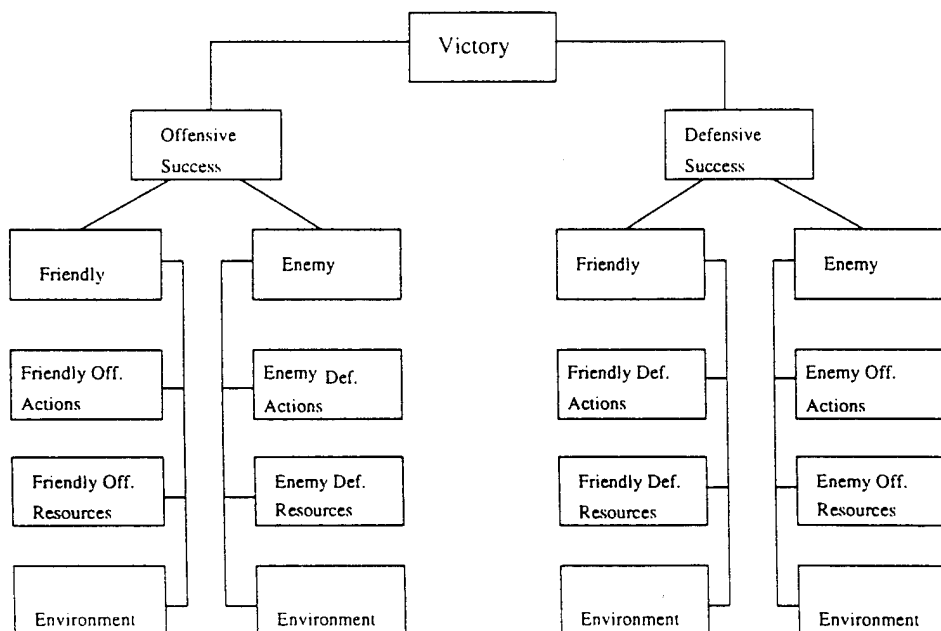 Victory
Offensive
Success
Defensive
Success
Friendly
Enemy
Friendly
Enemy
Friendly Off.
Actions
Enemy Def.
Actions
Friendly Def.
Actions
Enemy Off.
Actions
Friendly Off.
Resources
Enemy Def.
Resources
Friendly Def.
Resources
Enemy Off.
Resources
Environment
Environment
Environment
Environment